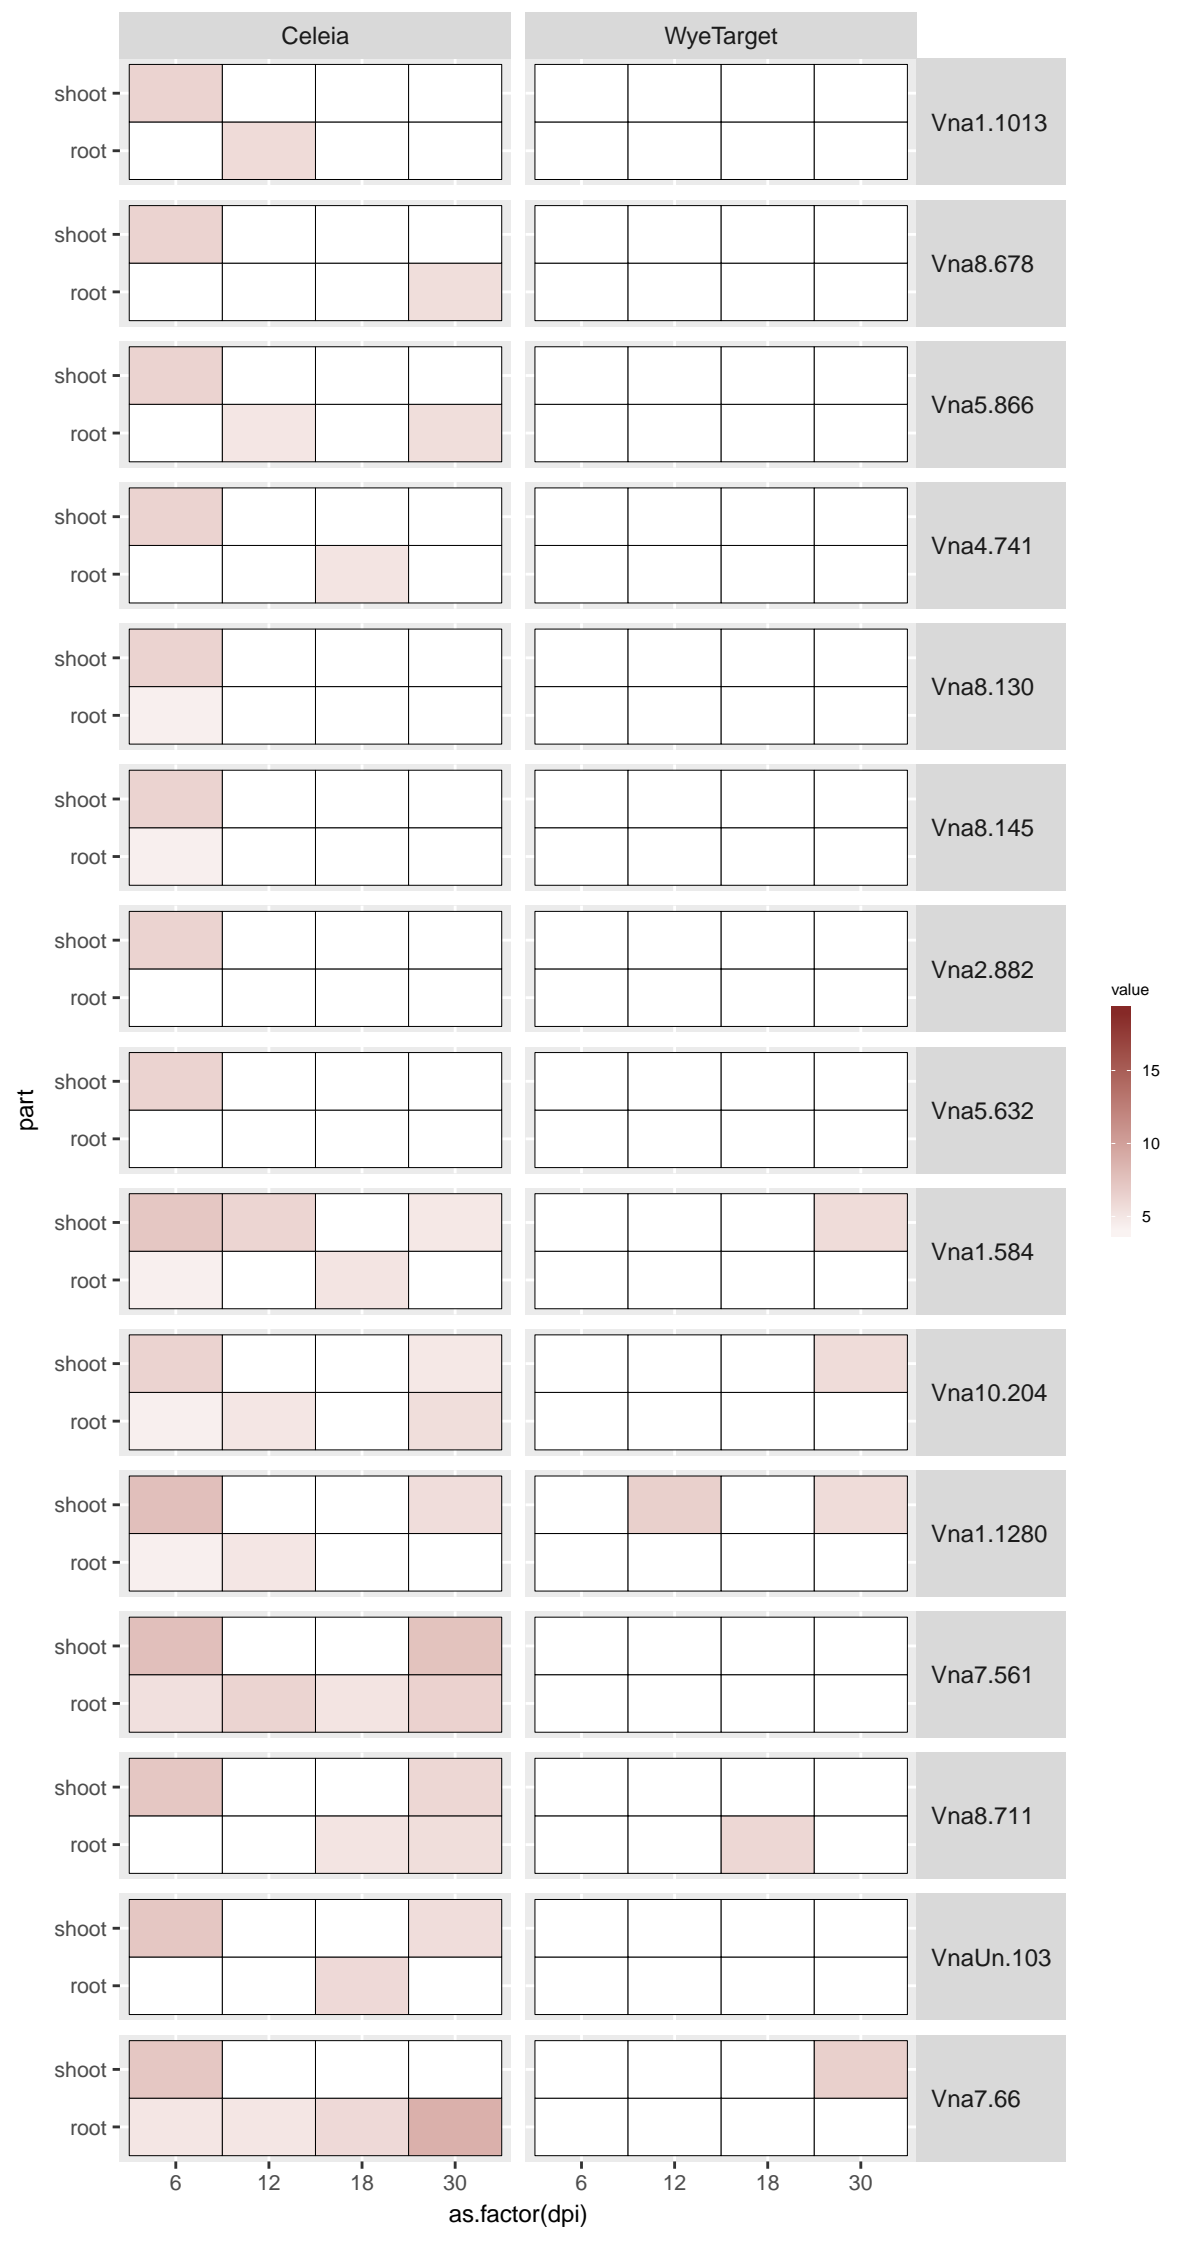 Celeia WyeTarget
shoot
root
Vna1.1013
shoot
root
Vna8.678
shoot
root
Vna5.866
shoot
root
Vna4.741
shoot
root
Vna8.130
shoot
root
Vna8.145
shoot
root
Vna2.882
shoot
root
Vna5.632
shoot
root
Vna1.584
shoot
root
Vna10.204
shoot
root
Vna1.1280
shoot
root
Vna7.561
shoot
root
Vna8.711
shoot
root
VnaUn.103
shoot
root
Vna7.66
6 12 18 30 6 12 18 30
as.factor(dpi)
part
value
15
10
5